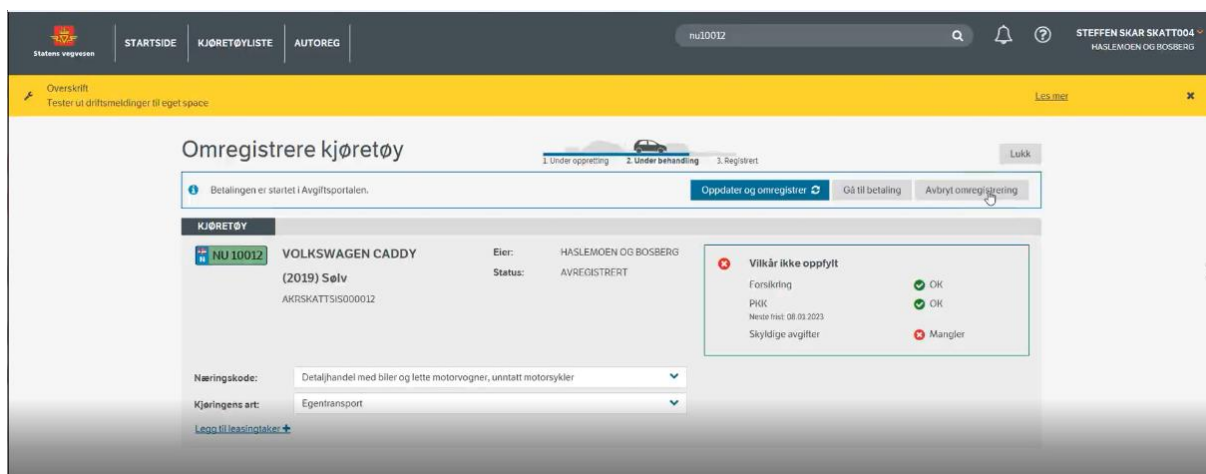 Statens vegvesen
STARTSIDE
KJØRETØYLISTE
AUTOREG
nu10012
STEFFEN SKAR SKATT004
HASLEMOEN OG BOSBERG
Overskrift
Tester ut driftsmeldinger til eget space
Les mer
Omregistrere kjøretøy
1. Under oppretting
2. Under behandling
3. Registrert
Lukk
Betalingen er startet i Avgiftsportalen.
Oppdater og omregistrer
Gå til betaling
Avbryt omregistrering
KJØRETØY
N
NU 10012
VOLKSWAGEN CADDY
(2019) Sølv
AKRSKATTSIS000012
Eier: HASLEMOEN OG BOSBERG
Status: AVREGISTRERT
Vilkår ikke oppfylt
Forsikring OK
PKK OK
Neste frist: 08.03.2023
Skyldige avgifter Mangler
Næringskode: Detaljhandel med biler og lette motorvogner, unntatt motorsykler
Kjøringens art: Egentransport
Legg til leasingtaker